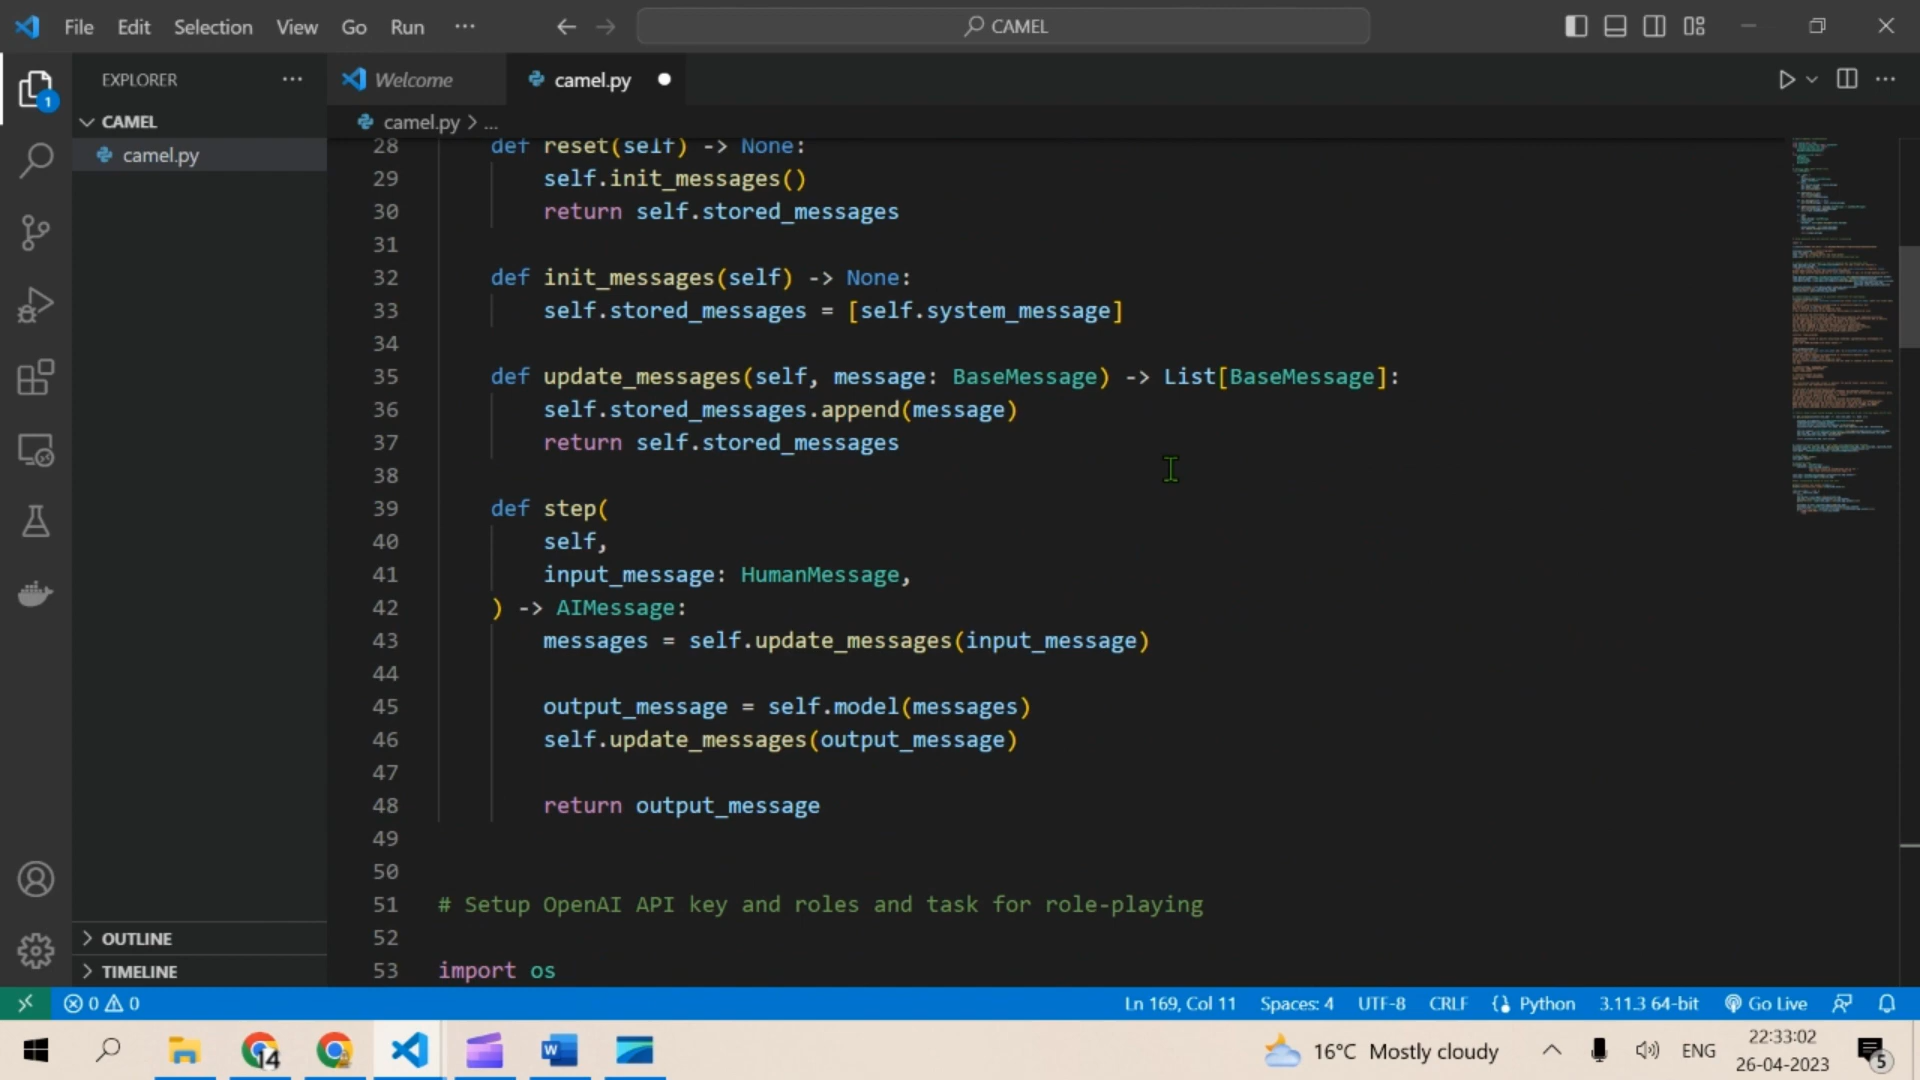 File Edit Selection View Go Run ··· CAMEL
EXPLORER ···
Welcome camel.py
CAMEL
camel.py > ...
1
camel.py
28 def reset(self) -> None:
29 self.init_messages()
30 return self.stored_messages
31
32 def init_messages(self) -> None:
33 self.stored_messages = [self.system_message]
34
35 def update_messages(self, message: BaseMessage) -> List[BaseMessage]:
36 self.stored_messages.append(message)
37 return self.stored_messages
38
39 def step(
40 self,
41 input_message: HumanMessage,
42 ) -> AIMessage:
43 messages = self.update_messages(input_message)
44
45 output_message = self.model(messages)
46 self.update_messages(output_message)
47
48 return output_message
49
50
51 # Setup OpenAI API key and roles and task for role-playing
52
53 import os
OUTLINE
TIMELINE
0 0 Ln 169, Col 11 Spaces: 4 UTF-8 CRLF Python 3.11.3 64-bit Go Live
14
16°C Mostly cloudy ENG 22:33:02
26-04-2023
5